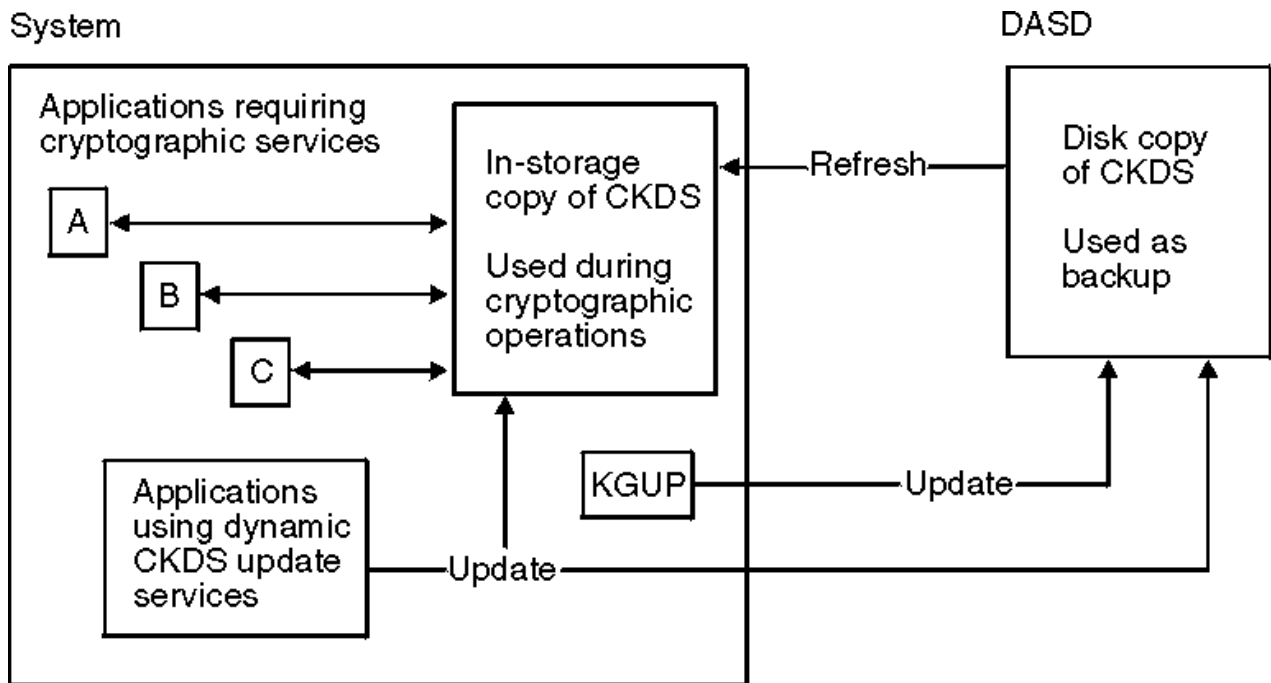 System
DASD
Applications requiring
cryptographic services
A
B
C
In-storage
copy of CKDS
Used during
cryptographic
operations
Refresh
Disk copy
of CKDS
Used as
backup
KGUP
Update
Applications
using dynamic
CKDS update
services
Update